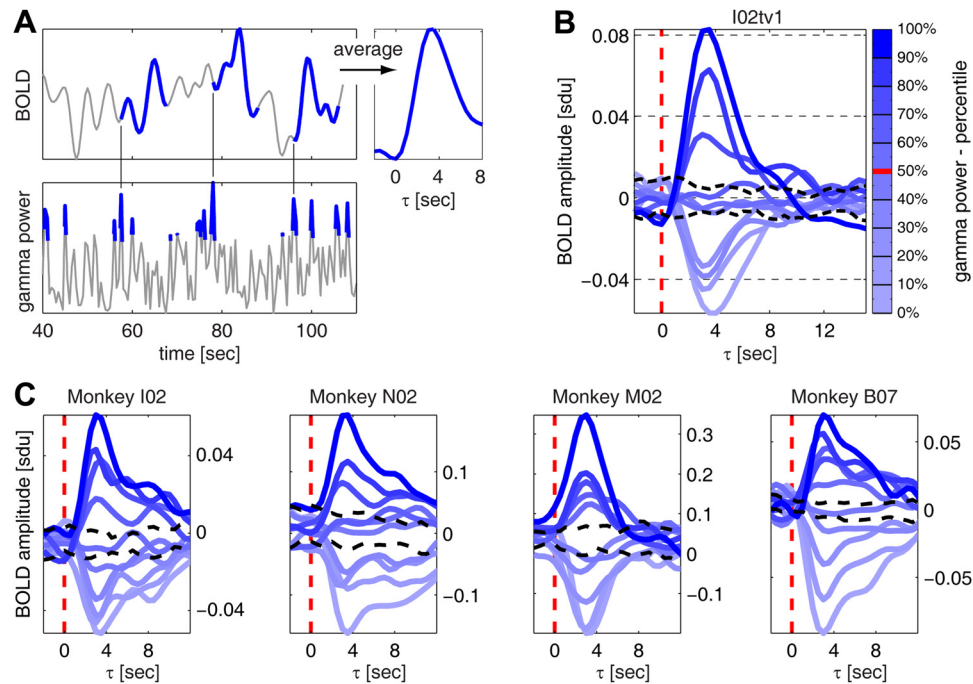 A
BOLD
average
τ [sec]
0 4 8
gamma power
40 60 80 100
time [sec]
B
I02tv1
BOLD amplitude [sdu]
0.08
0.04
0
−0.04
0 4 8 12
τ [sec]
100%
90%
80%
70%
60%
50%
40%
30%
20%
10%
0%
gamma power - percentile
C
Monkey I02
BOLD amplitude [sdu]
0.04
0
−0.04
0 4 8
τ [sec]
Monkey N02
0.1
0
−0.1
0 4 8
τ [sec]
Monkey M02
0.3
0.2
0.1
0
−0.1
0 4 8
τ [sec]
Monkey B07
0.05
0
−0.05
0 4 8
τ [sec]